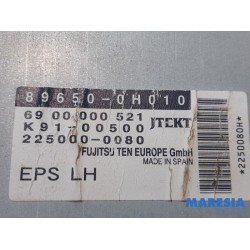 89650-0H010
69 00 000 521
JTEKT
K91-00500
225000-0080
FUJITSU TEN EUROPE GmbH
MADE IN SPAIN
EPS LH
*2250080H*
MARESIA